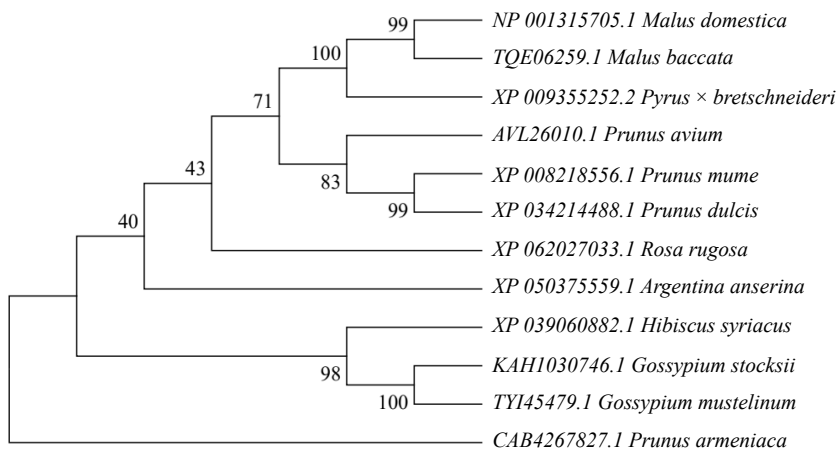 99
NP 001315705.1 Malus domestica
100
TQE06259.1 Malus baccata
71
XP 009355252.2 Pyrus × bretschneideri
AVL26010.1 Prunus avium
43
83
XP 008218556.1 Prunus mume
99
XP 034214488.1 Prunus dulcis
40
XP 062027033.1 Rosa rugosa
XP 050375559.1 Argentina anserina
XP 039060882.1 Hibiscus syriacus
98
KAH1030746.1 Gossypium stocksii
100
TYI45479.1 Gossypium mustelinum
CAB4267827.1 Prunus armeniaca